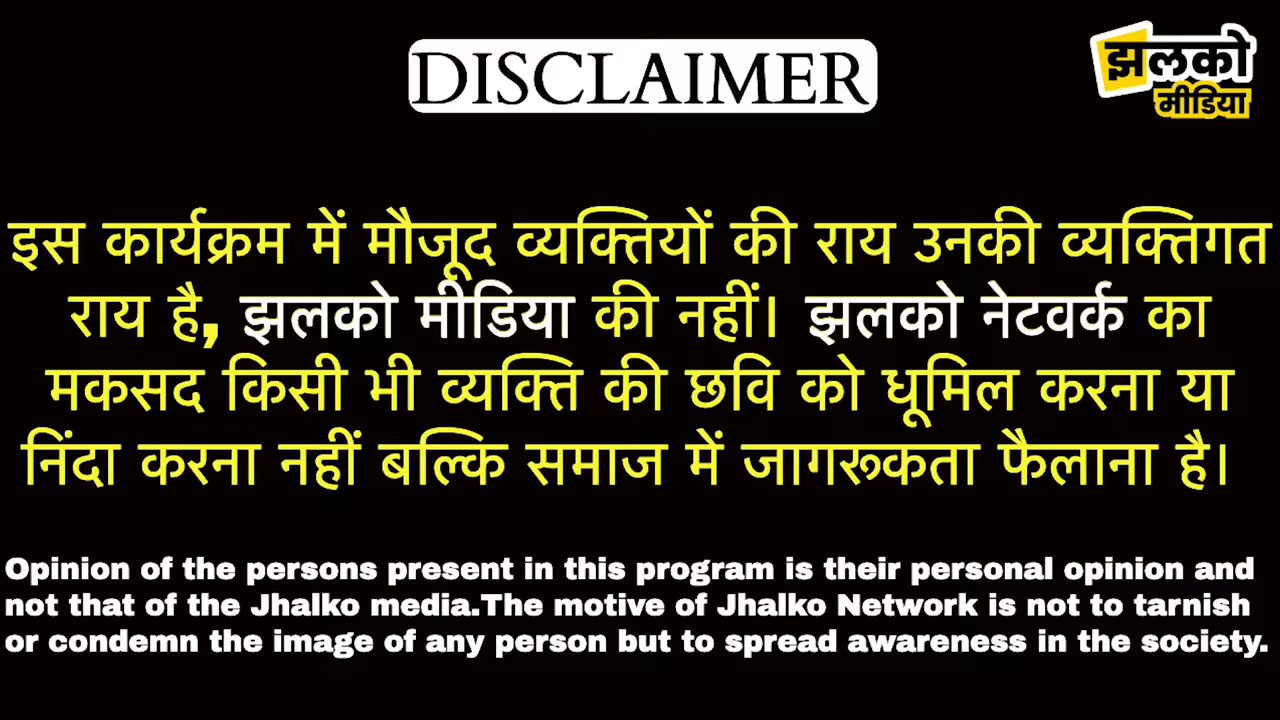 DISCLAIMER
झलको
मीडिया
इस कार्यक्रम में मौजूद व्यक्तियों की राय उनकी व्यक्तिगत
राय है, झलको मीडिया की नहीं। झलको नेटवर्क का
मकसद किसी भी व्यक्ति की छवि को धूमिल करना या
निंदा करना नहीं बल्कि समाज में जागरूकता फैलाना है।
Opinion of the persons present in this program is their personal opinion and
not that of the Jhalko media.The motive of Jhalko Network is not to tarnish
or condemn the image of any person but to spread awareness in the society.